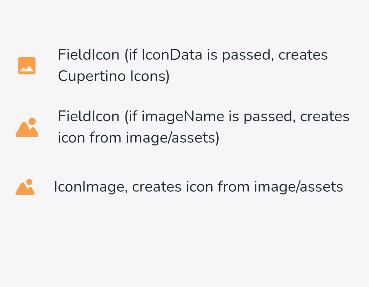 FieldIcon (if IconData is passed, creates
Cupertino Icons)
FieldIcon (if imageName is passed, creates
icon from image/assets)
IconImage, creates icon from image/assets